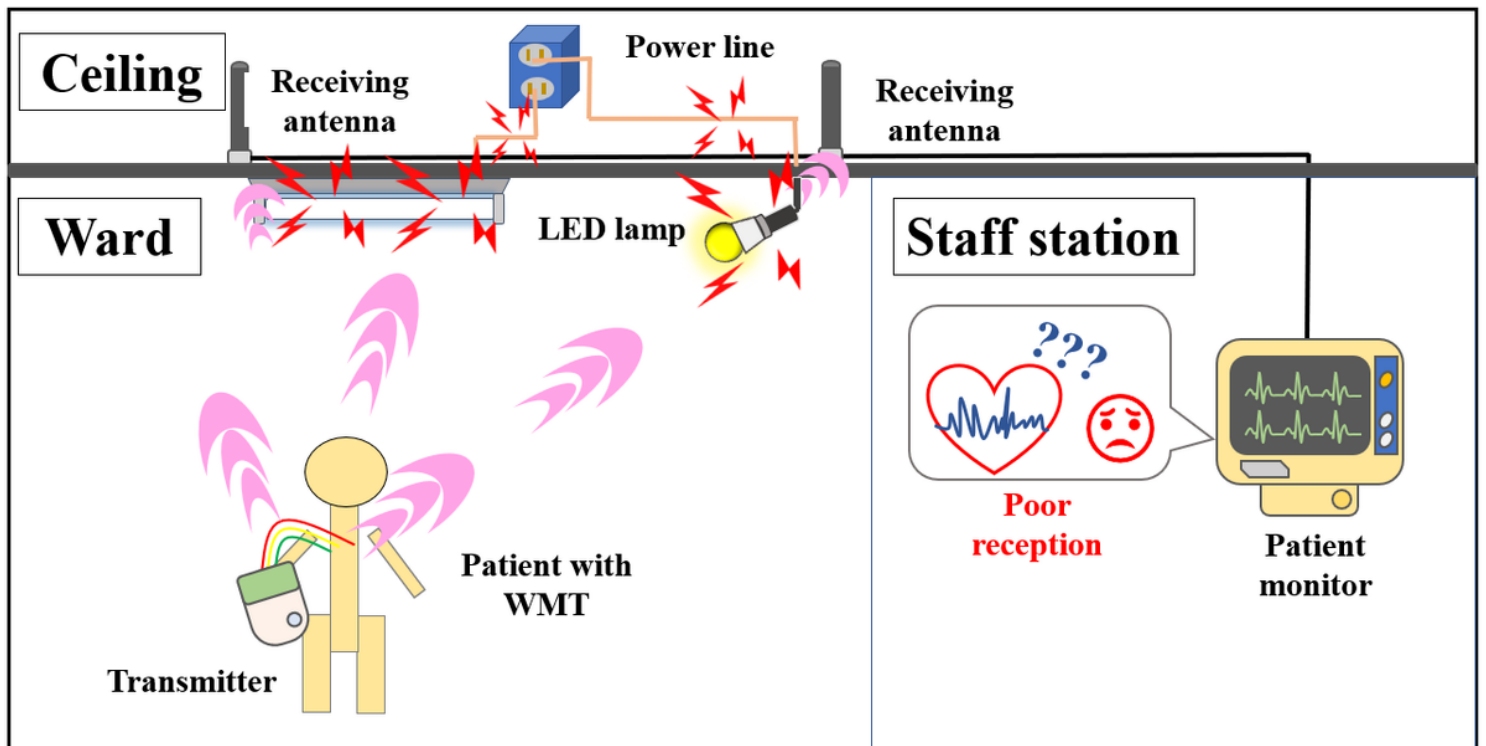 Ceiling
Receiving
antenna
Power line
Receiving
antenna
Ward
LED lamp
Staff station
???
Poor
reception
Patient
monitor
Patient with
WMT
Transmitter